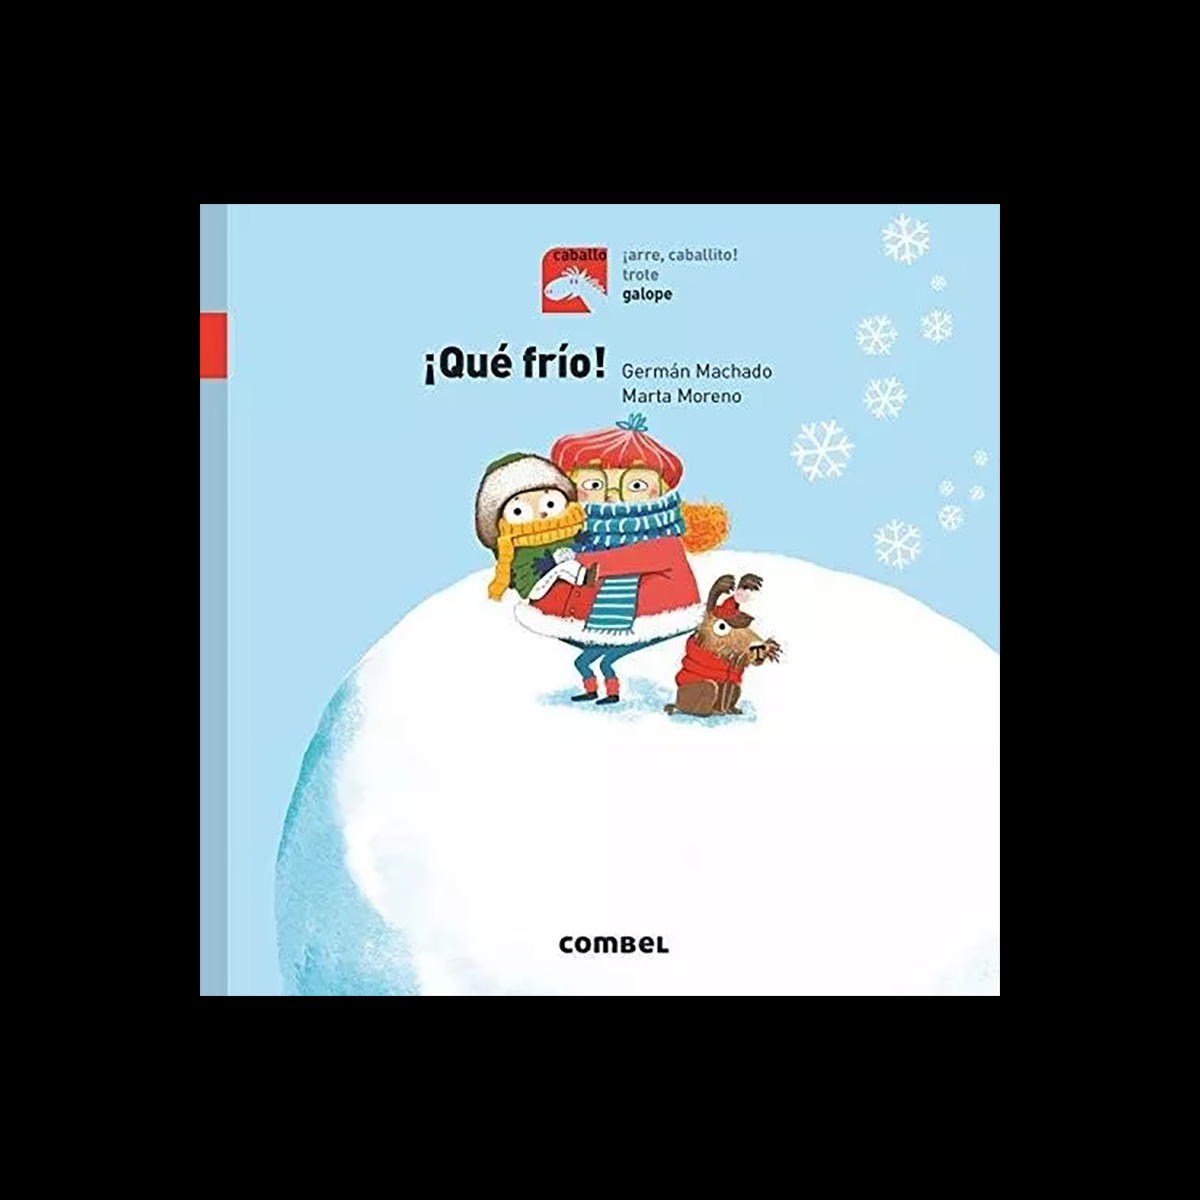 caballo
¡arre, caballito!
trote
galope
¡Qué frío!
Germán Machado
Marta Moreno
COMBEL